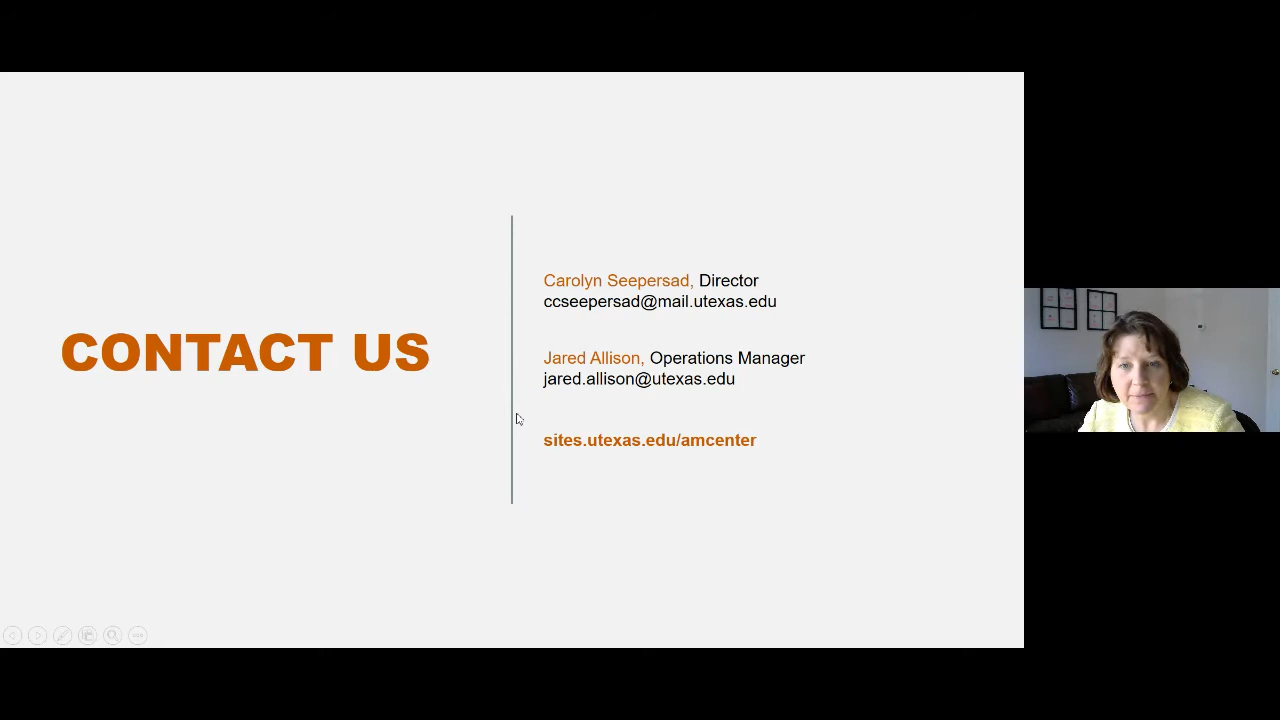 CONTACT US
Carolyn Seepersad, Director
ccseepersad@mail.utexas.edu
Jared Allison, Operations Manager
jared.allison@utexas.edu
sites.utexas.edu/amcenter